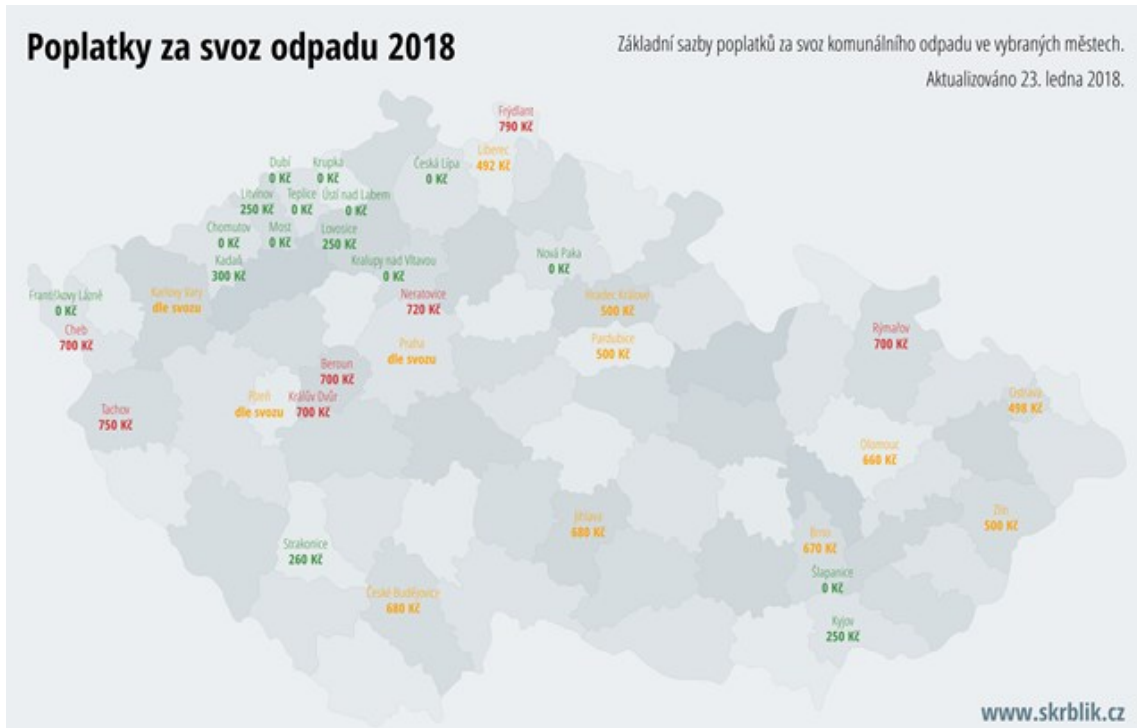 Poplatky za svoz odpadu 2018
Základní sazby poplatků za svoz komunálního odpadu ve vybraných městech.
Aktualizováno 23. ledna 2018.
Frýdlant
790 Kč
Liberec
492 Kč
Česká Lípa
0 Kč
Dubí
0 Kč
Krupka
0 Kč
Litvínov
250 Kč
Teplice
0 Kč
Ústí nad Labem
0 Kč
Chomutov
0 Kč
Most
0 Kč
Lovosice
250 Kč
Kadaň
300 Kč
Kralupy nad Vltavou
0 Kč
Nová Paka
0 Kč
Františkovy Lázně
0 Kč
Karlovy Vary
dle svozu
Neratovice
720 Kč
Hradec Králové
500 Kč
Cheb
700 Kč
Praha
dle svozu
Pardubice
500 Kč
Rýmařov
700 Kč
Beroun
700 Kč
Tachov
750 Kč
Plzeň
dle svozu
Králův Dvůr
700 Kč
Ostrava
498 Kč
Olomouc
660 Kč
Jihlava
680 Kč
Zlín
500 Kč
Brno
670 Kč
Strakonice
260 Kč
Šlapanice
0 Kč
České Budějovice
680 Kč
Kyjov
250 Kč
www.skrblik.cz